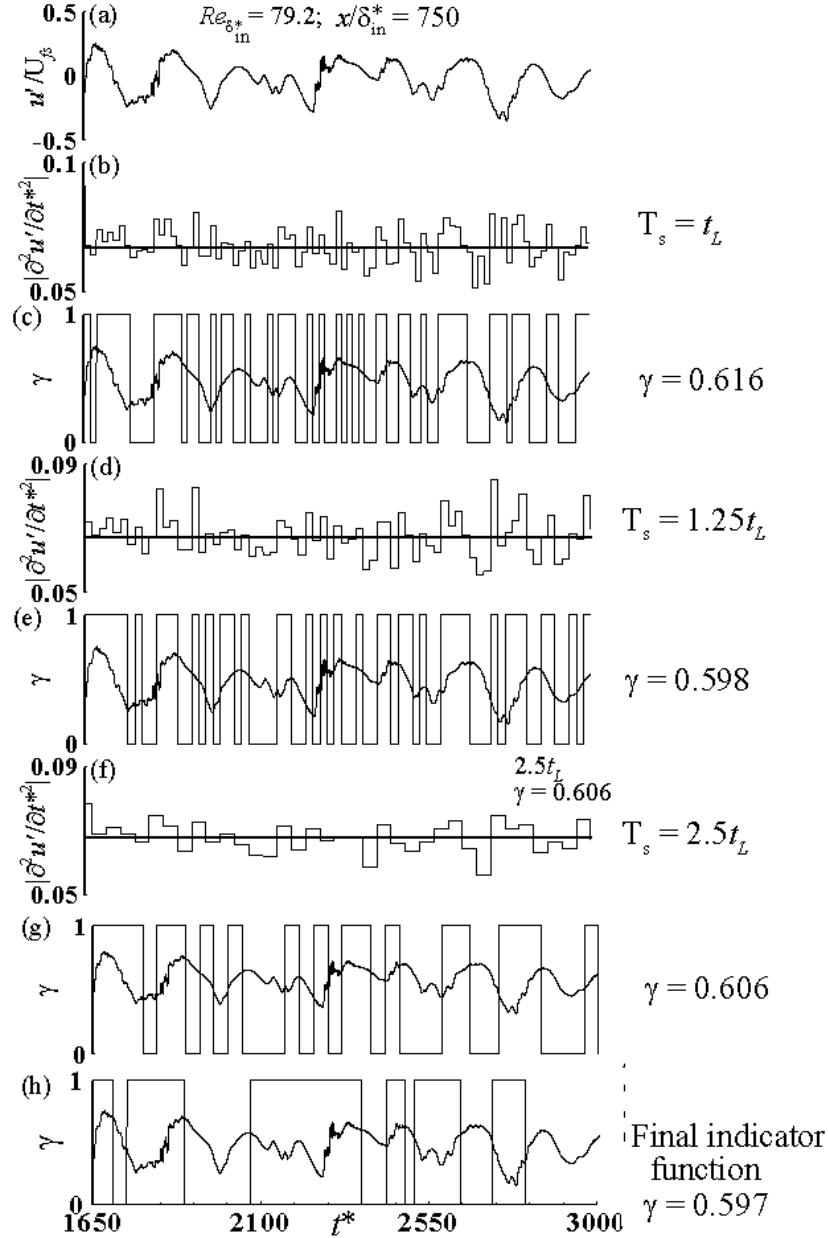 (a)
Re δ*in = 79.2; x/δ*in = 750
0.5
0
-0.5
u'/U_fs
(b)
0.1
0.05
|∂²u'/∂t*²|
T_s = t_L
(c)
1
0
γ
γ = 0.616
(d)
0.09
0.05
|∂²u'/∂t*²|
T_s = 1.25t_L
(e)
1
0
γ
γ = 0.598
(f)
0.09
0.05
|∂²u'/∂t*²|
2.5t_L
γ = 0.606
T_s = 2.5t_L
(g)
1
0
γ
γ = 0.606
(h)
1
0
γ
Final indicator
function
γ = 0.597
1650 2100 t* 2550 3000